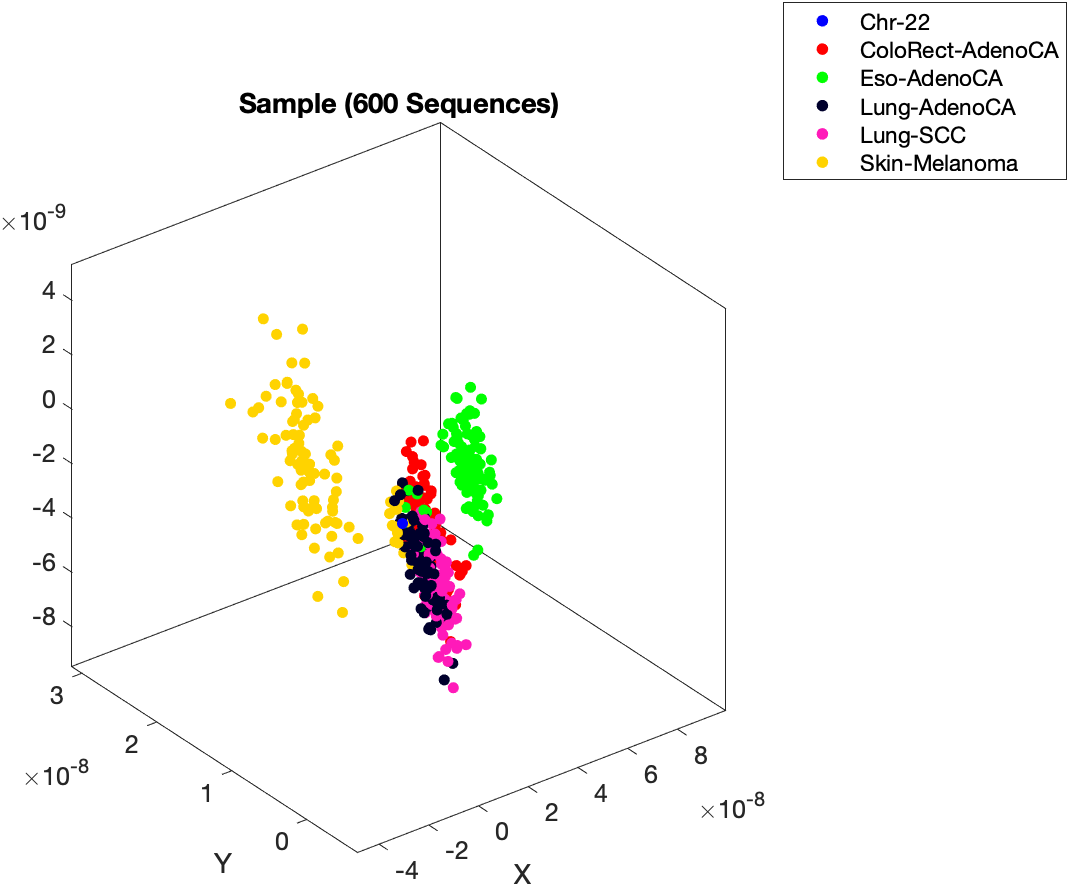 Chr-22
ColoRect-AdenoCA
Eso-AdenoCA
Lung-AdenoCA
Lung-SCC
Skin-Melanoma
Sample (600 Sequences)
×10⁻⁹
4
2
0
-2
-4
-6
-8
3
2
1
0
×10⁻⁸
Y
-4
-2
0
2
4
6
8
×10⁻⁸
X